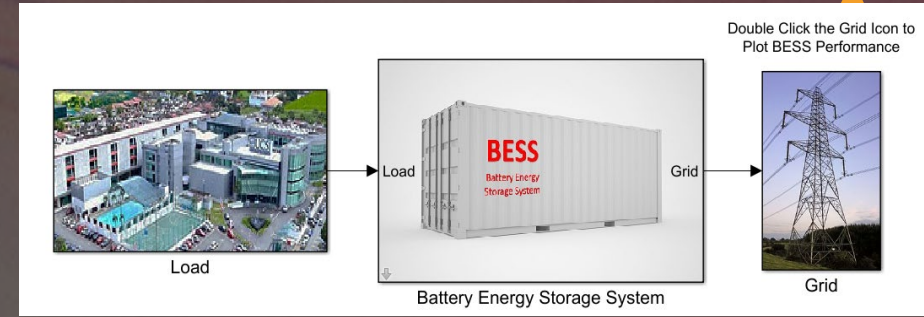 Double Click the Grid Icon to
Plot BESS Performance
Load
BESS
Battery Energy
Storage System
Grid
Load
Battery Energy Storage System
Grid